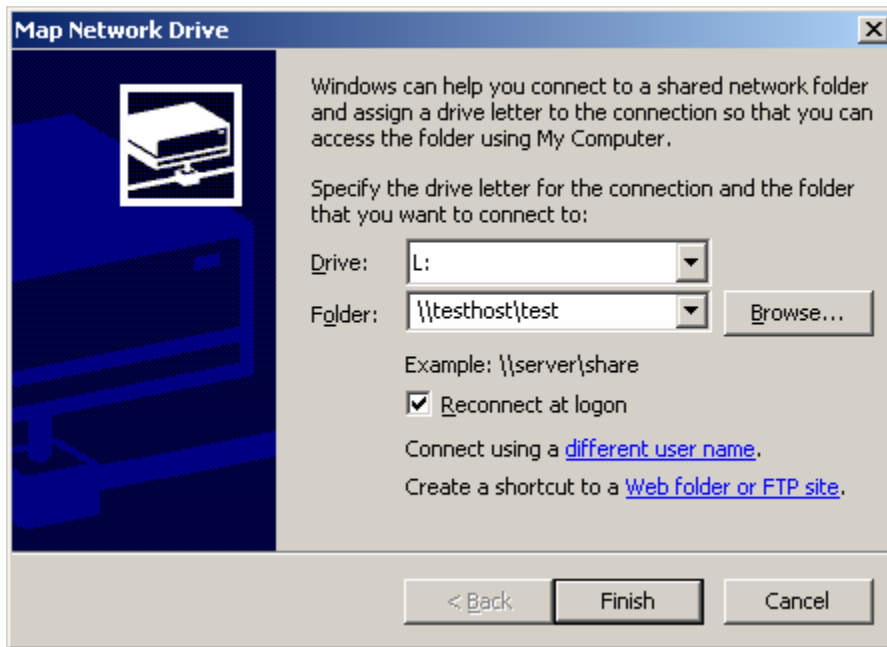 Map Network Drive
Windows can help you connect to a shared network folder
and assign a drive letter to the connection so that you can
access the folder using My Computer.
Specify the drive letter for the connection and the folder
that you want to connect to:
Drive: L:
Folder: \\testhost\test Browse...
Example: \\server\share
Reconnect at logon
Connect using a different user name.
Create a shortcut to a Web folder or FTP site.
< Back Finish Cancel